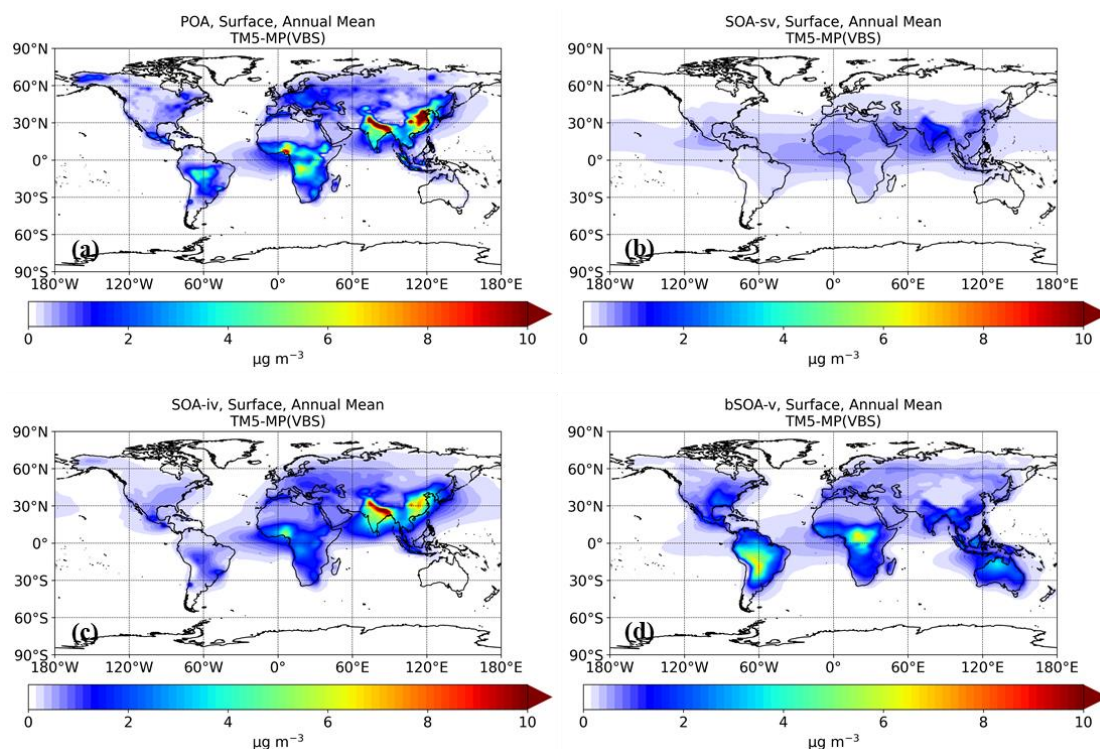 POA, Surface, Annual Mean
TM5-MP(VBS)
90°N
60°N
30°N
0°
30°S
60°S
90°S
(a)
180°W 120°W 60°W 0° 60°E 120°E 180°E
0 2 4 6 8 10
µg m⁻³
SOA-sv, Surface, Annual Mean
TM5-MP(VBS)
90°N
60°N
30°N
0°
30°S
60°S
90°S
(b)
180°W 120°W 60°W 0° 60°E 120°E 180°E
0 2 4 6 8 10
µg m⁻³
SOA-iv, Surface, Annual Mean
TM5-MP(VBS)
90°N
60°N
30°N
0°
30°S
60°S
90°S
(c)
180°W 120°W 60°W 0° 60°E 120°E 180°E
0 2 4 6 8 10
µg m⁻³
bSOA-v, Surface, Annual Mean
TM5-MP(VBS)
90°N
60°N
30°N
0°
30°S
60°S
90°S
(d)
180°W 120°W 60°W 0° 60°E 120°E 180°E
0 2 4 6 8 10
µg m⁻³